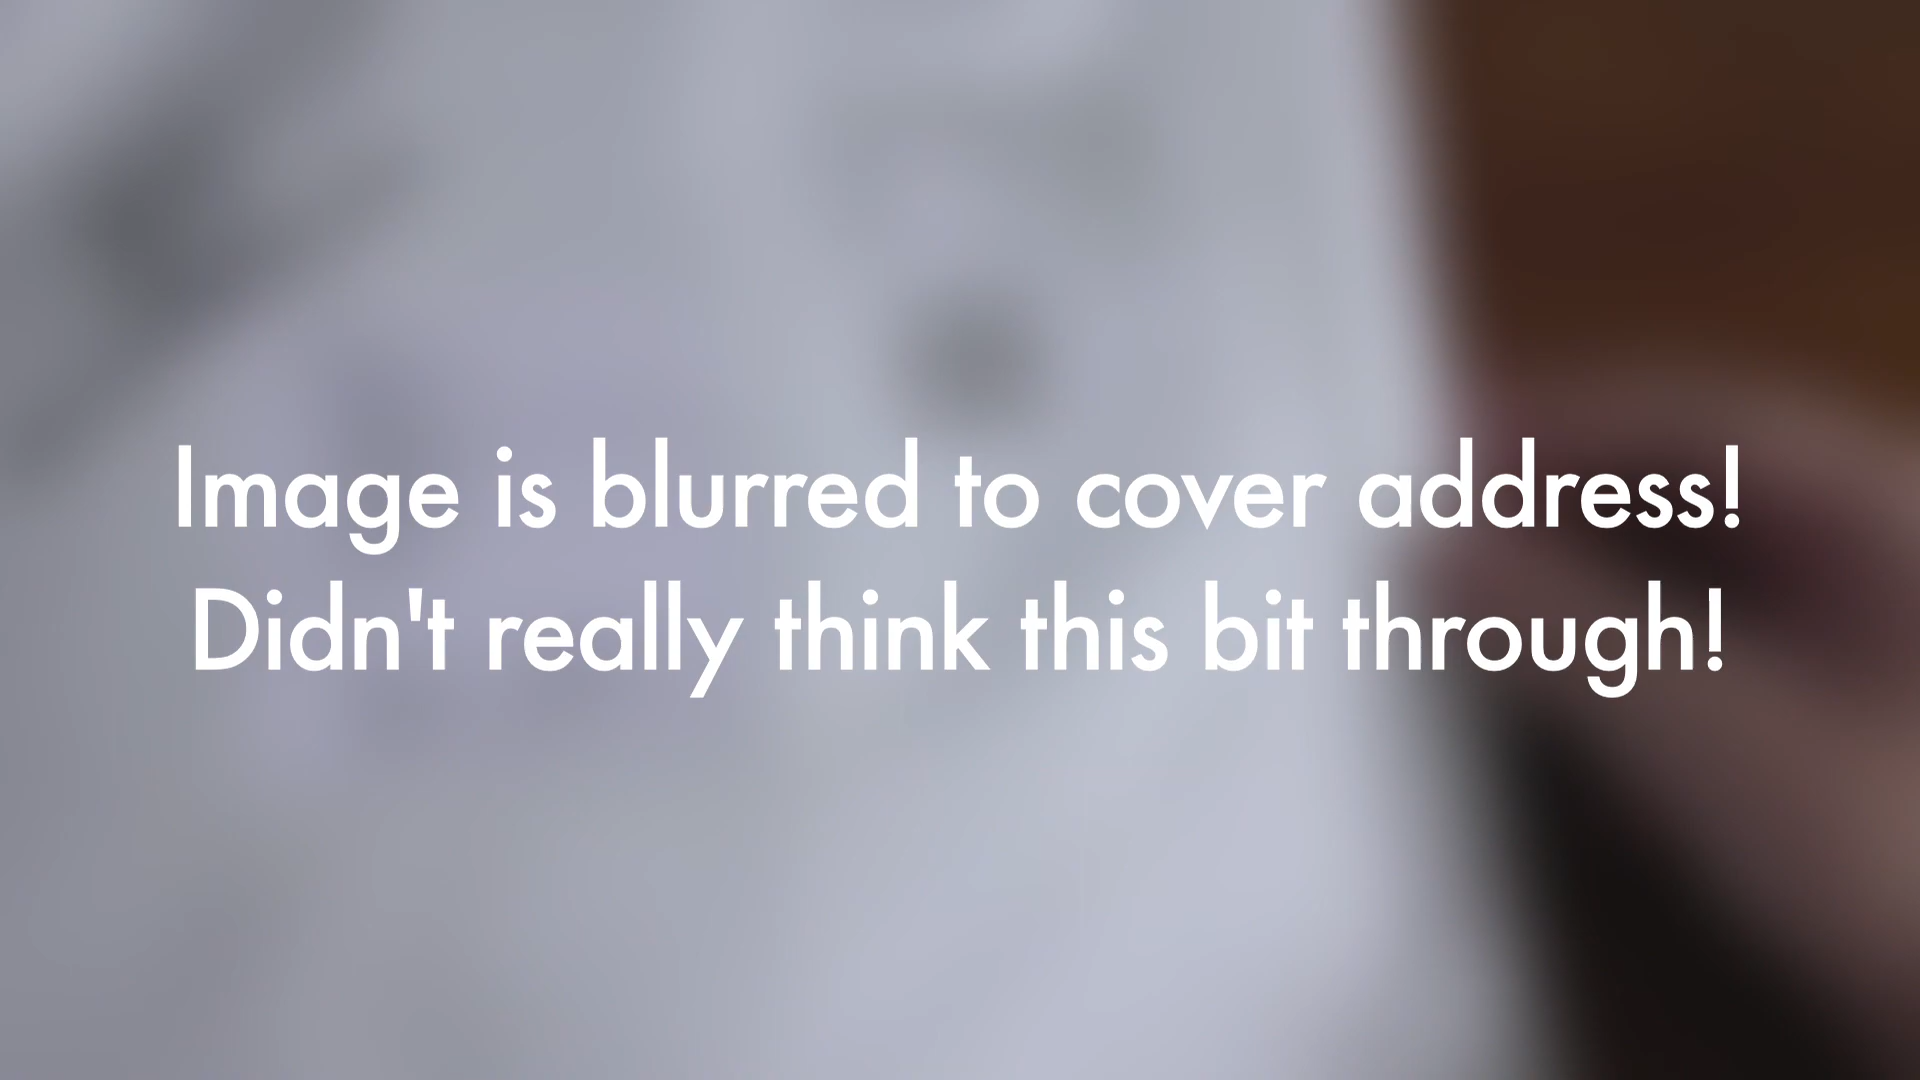 Image is blurred to cover address!
Didn't really think this bit through!